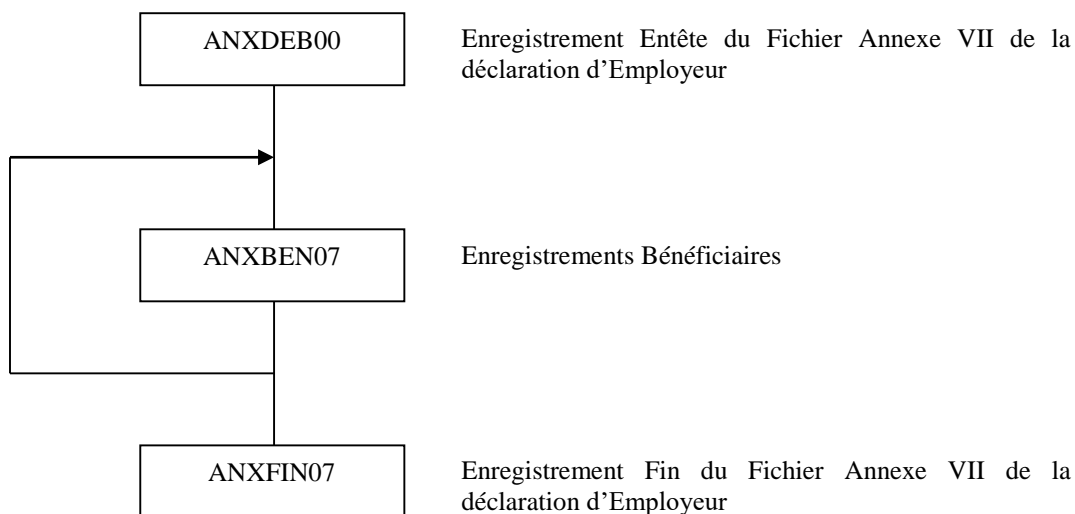 ANXDEB00
Enregistrement Entête du Fichier Annexe VII de la
déclaration d’Employeur
ANXBEN07
Enregistrements Bénéficiaires
ANXFIN07
Enregistrement Fin du Fichier Annexe VII de la
déclaration d’Employeur